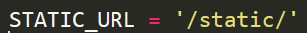 STATIC_URL = '/static/'